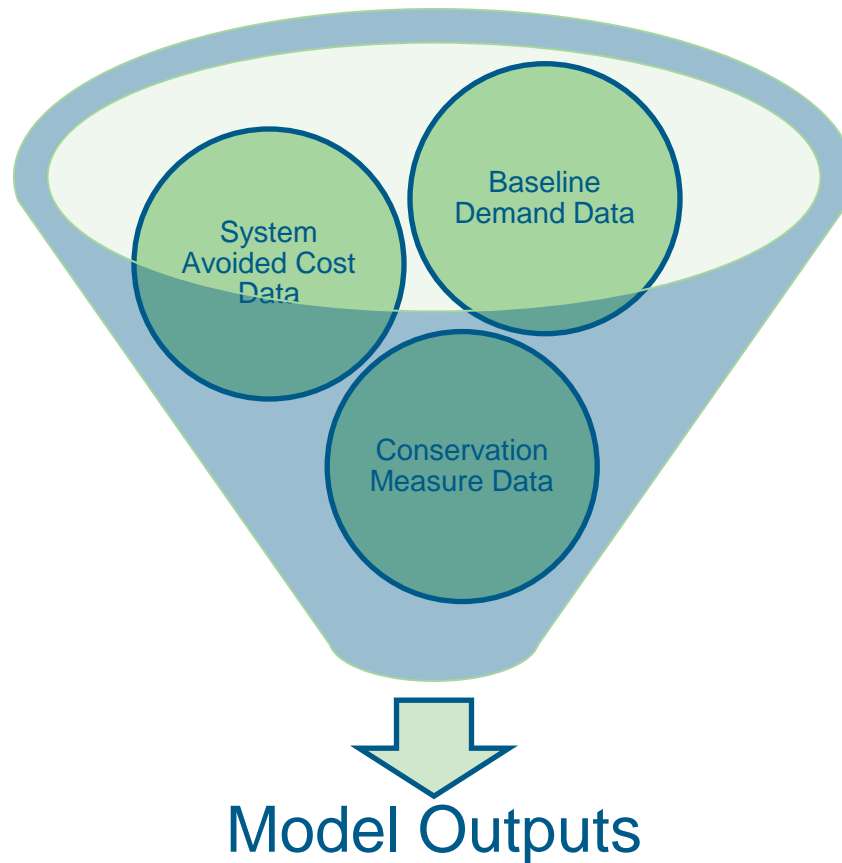 Baseline
Demand Data
System
Avoided Cost
Data
Conservation
Measure Data
Model Outputs